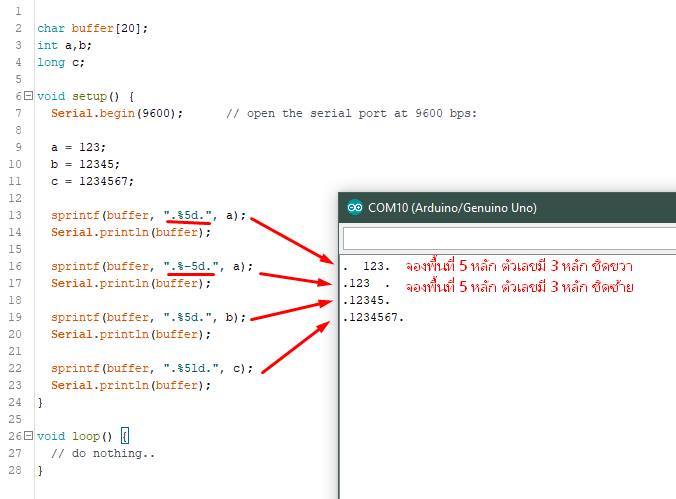 1
2 char buffer[20];
3 int a,b;
4 long c;
5
6 void setup() {
7 Serial.begin(9600); // open the serial port at 9600 bps:
8
9 a = 123;
10 b = 12345;
11 c = 1234567;
12
13 sprintf(buffer, ".%5d.", a);
14 Serial.println(buffer);
15
16 sprintf(buffer, ".%-5d.", a);
17 Serial.println(buffer);
18
19 sprintf(buffer, ".%5d.", b);
20 Serial.println(buffer);
21
22 sprintf(buffer, ".%5ld.", c);
23 Serial.println(buffer);
24 }
25
26 void loop() {
27 // do nothing..
28 }
COM10 (Arduino/Genuino Uno)
.  123. จองพื้นที่ 5 หลัก ตัวเลขมี 3 หลัก ชิดขวา
.123  . จองพื้นที่ 5 หลัก ตัวเลขมี 3 หลัก ชิดซ้าย
.12345.
.1234567.